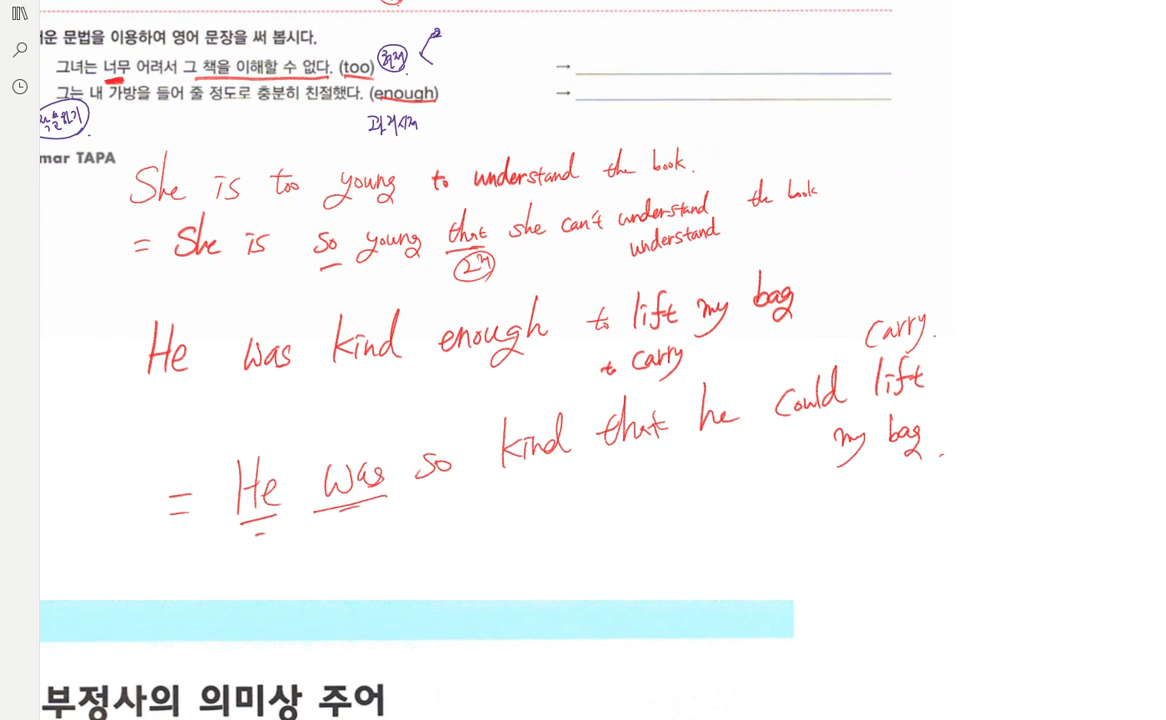 운 문법을 이용하여 영어 문장을 써 봅시다.
그녀는 너무 어려서 그 책을 이해할 수 없다. (too) 현재 →
그는 내 가방을 들어 줄 정도로 충분히 친절했다. (enough) →
과거시제
mar TAPA
She is too young to understand the book.
= She is so young that she can't understand the book
understand
2개
He was kind enough to lift my bag
to carry
carry.
= He was so kind that he could lift
my bag.
부정사의 의미상 주어